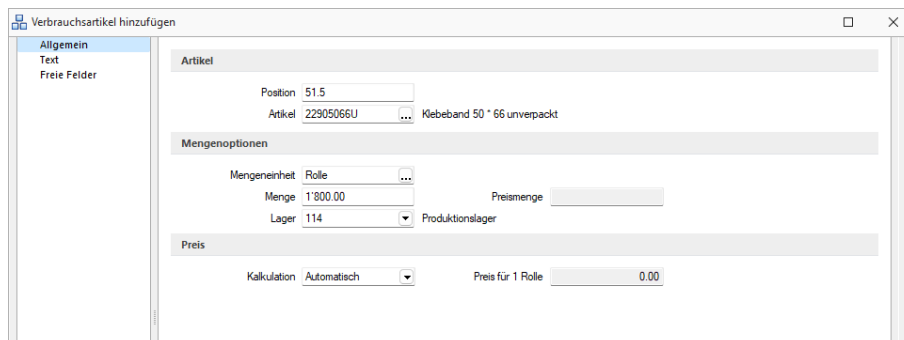 Verbrauchsartikel hinzufügen
Allgemein
Text
Freie Felder
Artikel
Position 51.5
Artikel 22905066U ... Klebeband 50 * 66 unverpackt
Mengenoptionen
Mengeneinheit Rolle ...
Menge 1'800.00 Preismenge
Lager 114 Produktionslager
Preis
Kalkulation Automatisch Preis für 1 Rolle 0.00